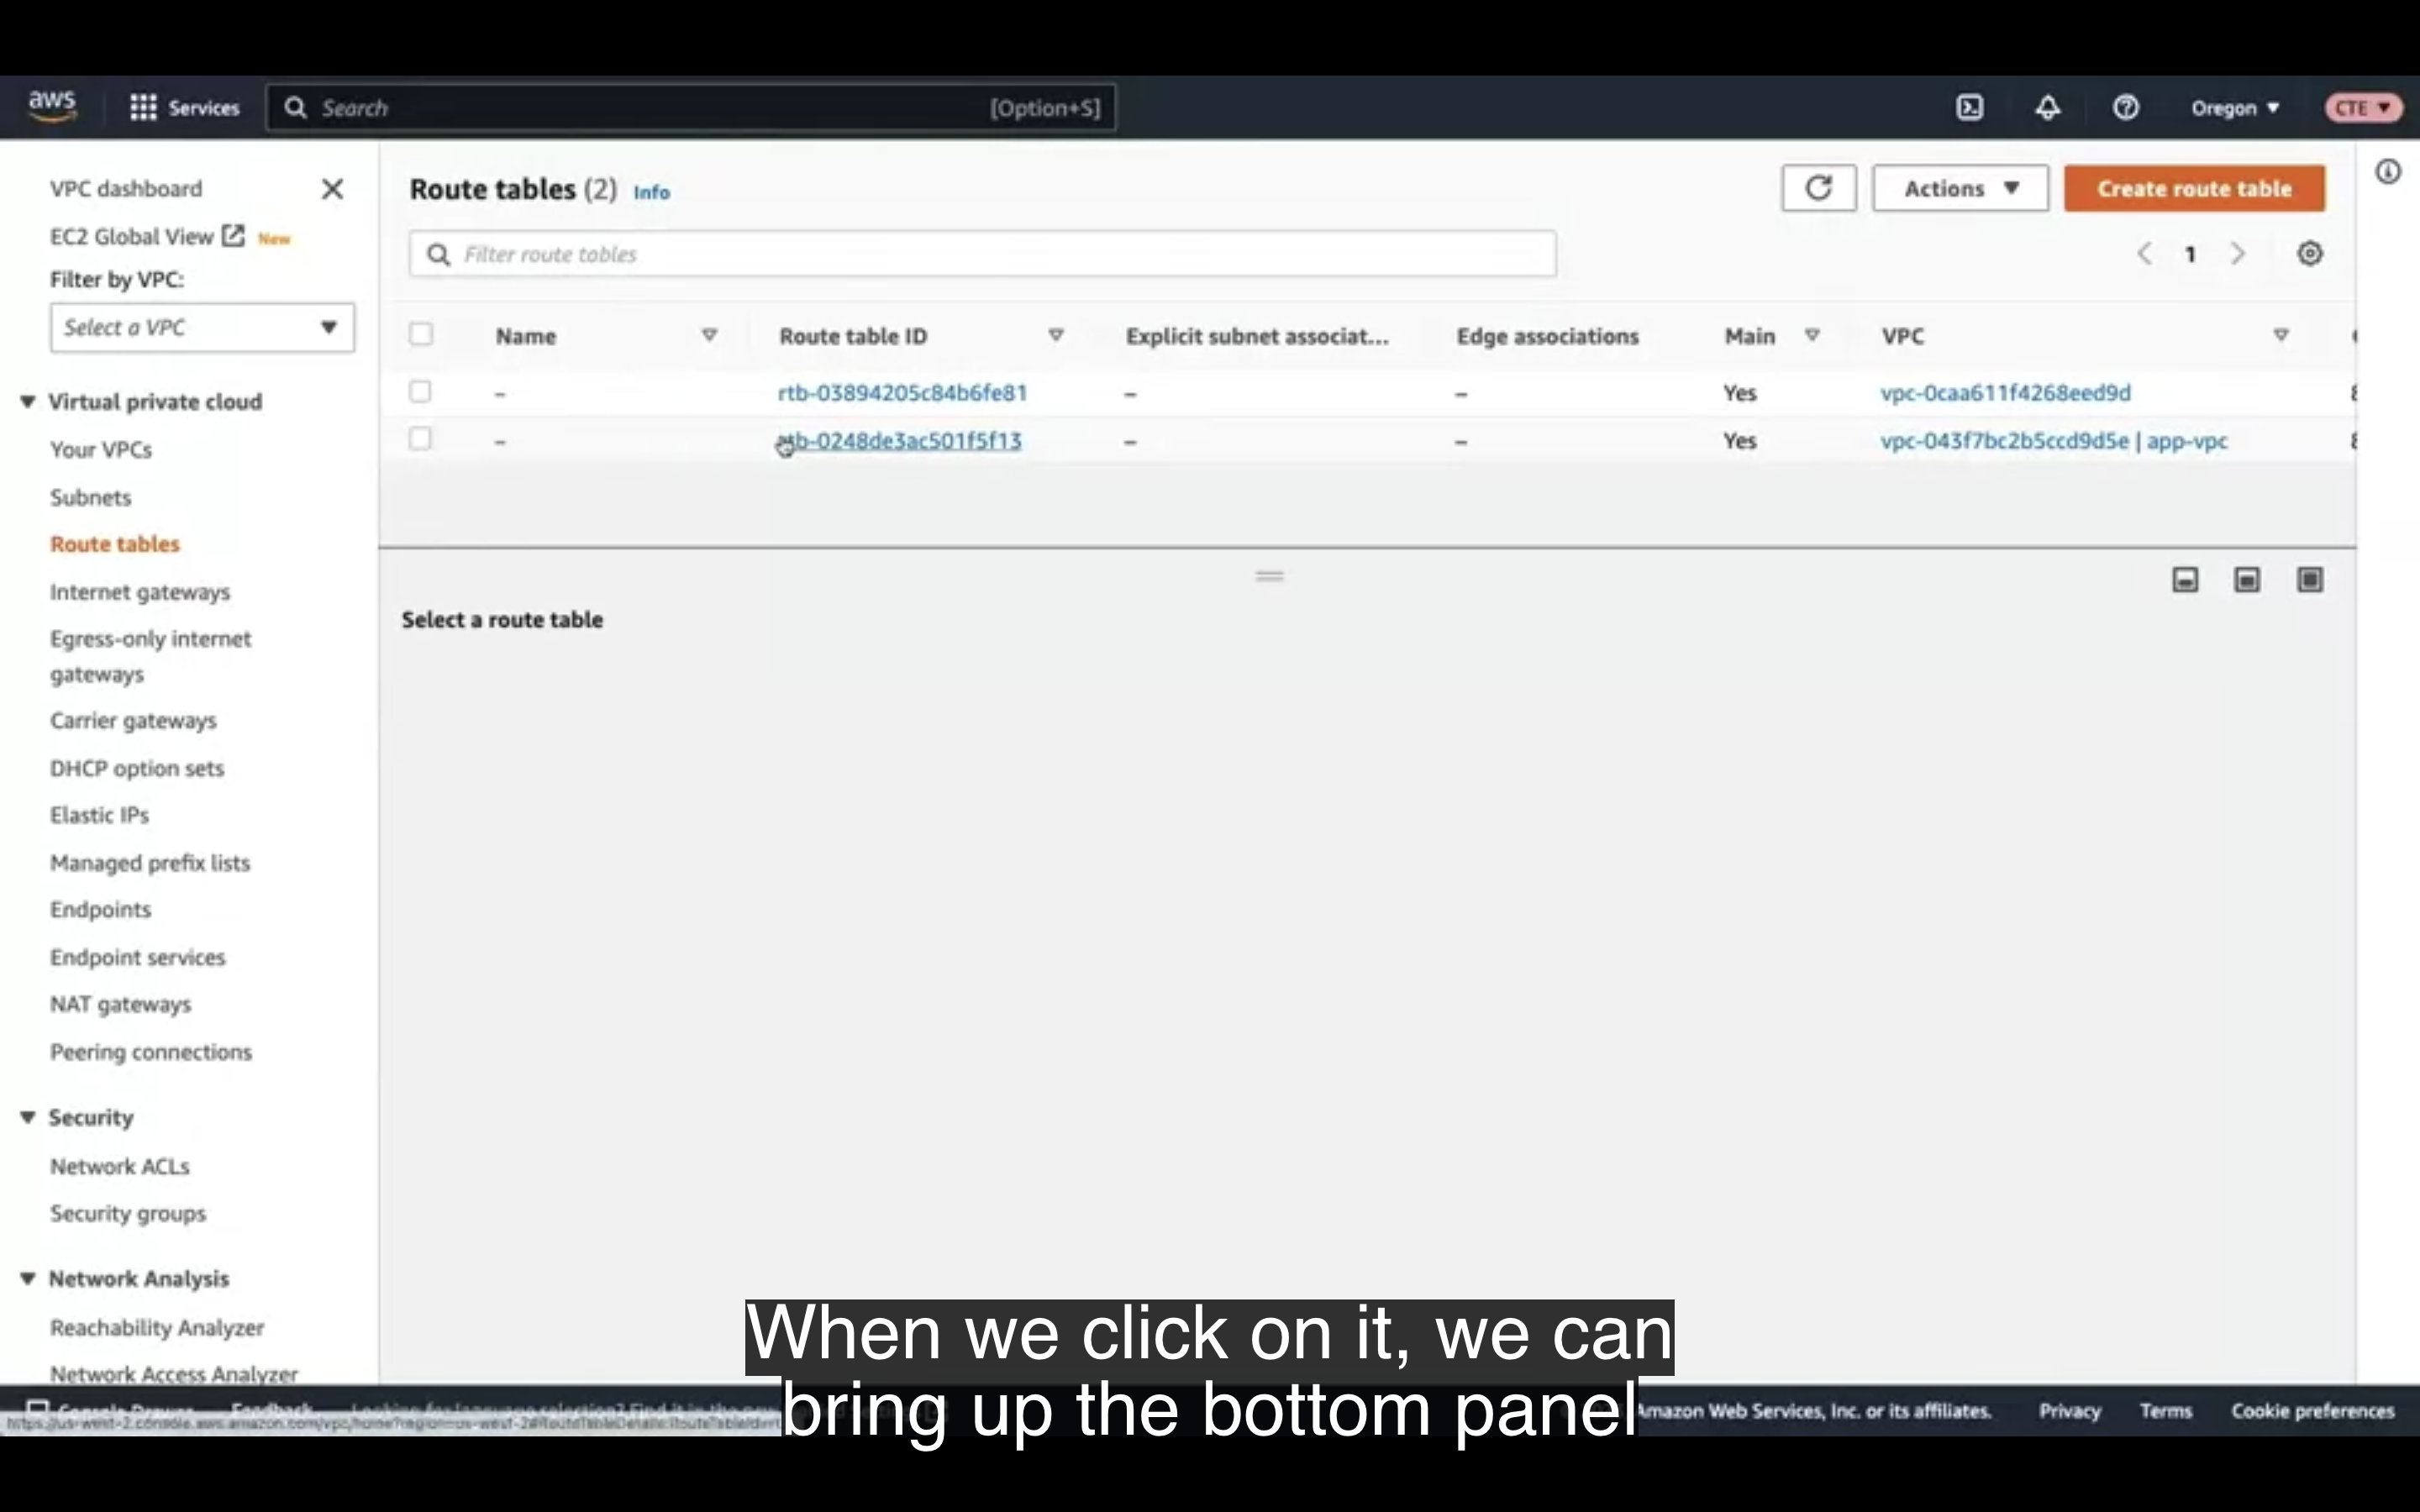 aws
Services
Search
[Option+S]
Oregon
CTE
VPC dashboard
EC2 Global View New
Filter by VPC:
Select a VPC
Virtual private cloud
Your VPCs
Subnets
Route tables
Internet gateways
Egress-only internet
gateways
Carrier gateways
DHCP option sets
Elastic IPs
Managed prefix lists
Endpoints
Endpoint services
NAT gateways
Peering connections
Security
Network ACLs
Security groups
Network Analysis
Reachability Analyzer
Network Access Analyzer
Route tables (2) Info
Actions
Create route table
Filter route tables
1
Name Route table ID Explicit subnet associat... Edge associations Main VPC
– rtb-03894205c84b6fe81 – – Yes vpc-0caa611f4268eed9d
– rtb-0248de3ac501f5f13 – – Yes vpc-043f7bc2b5ccd9d5e | app-vpc
Select a route table
When we click on it, we can
bring up the bottom panel
Feedback
Amazon Web Services, Inc. or its affiliates.
Privacy
Terms
Cookie preferences